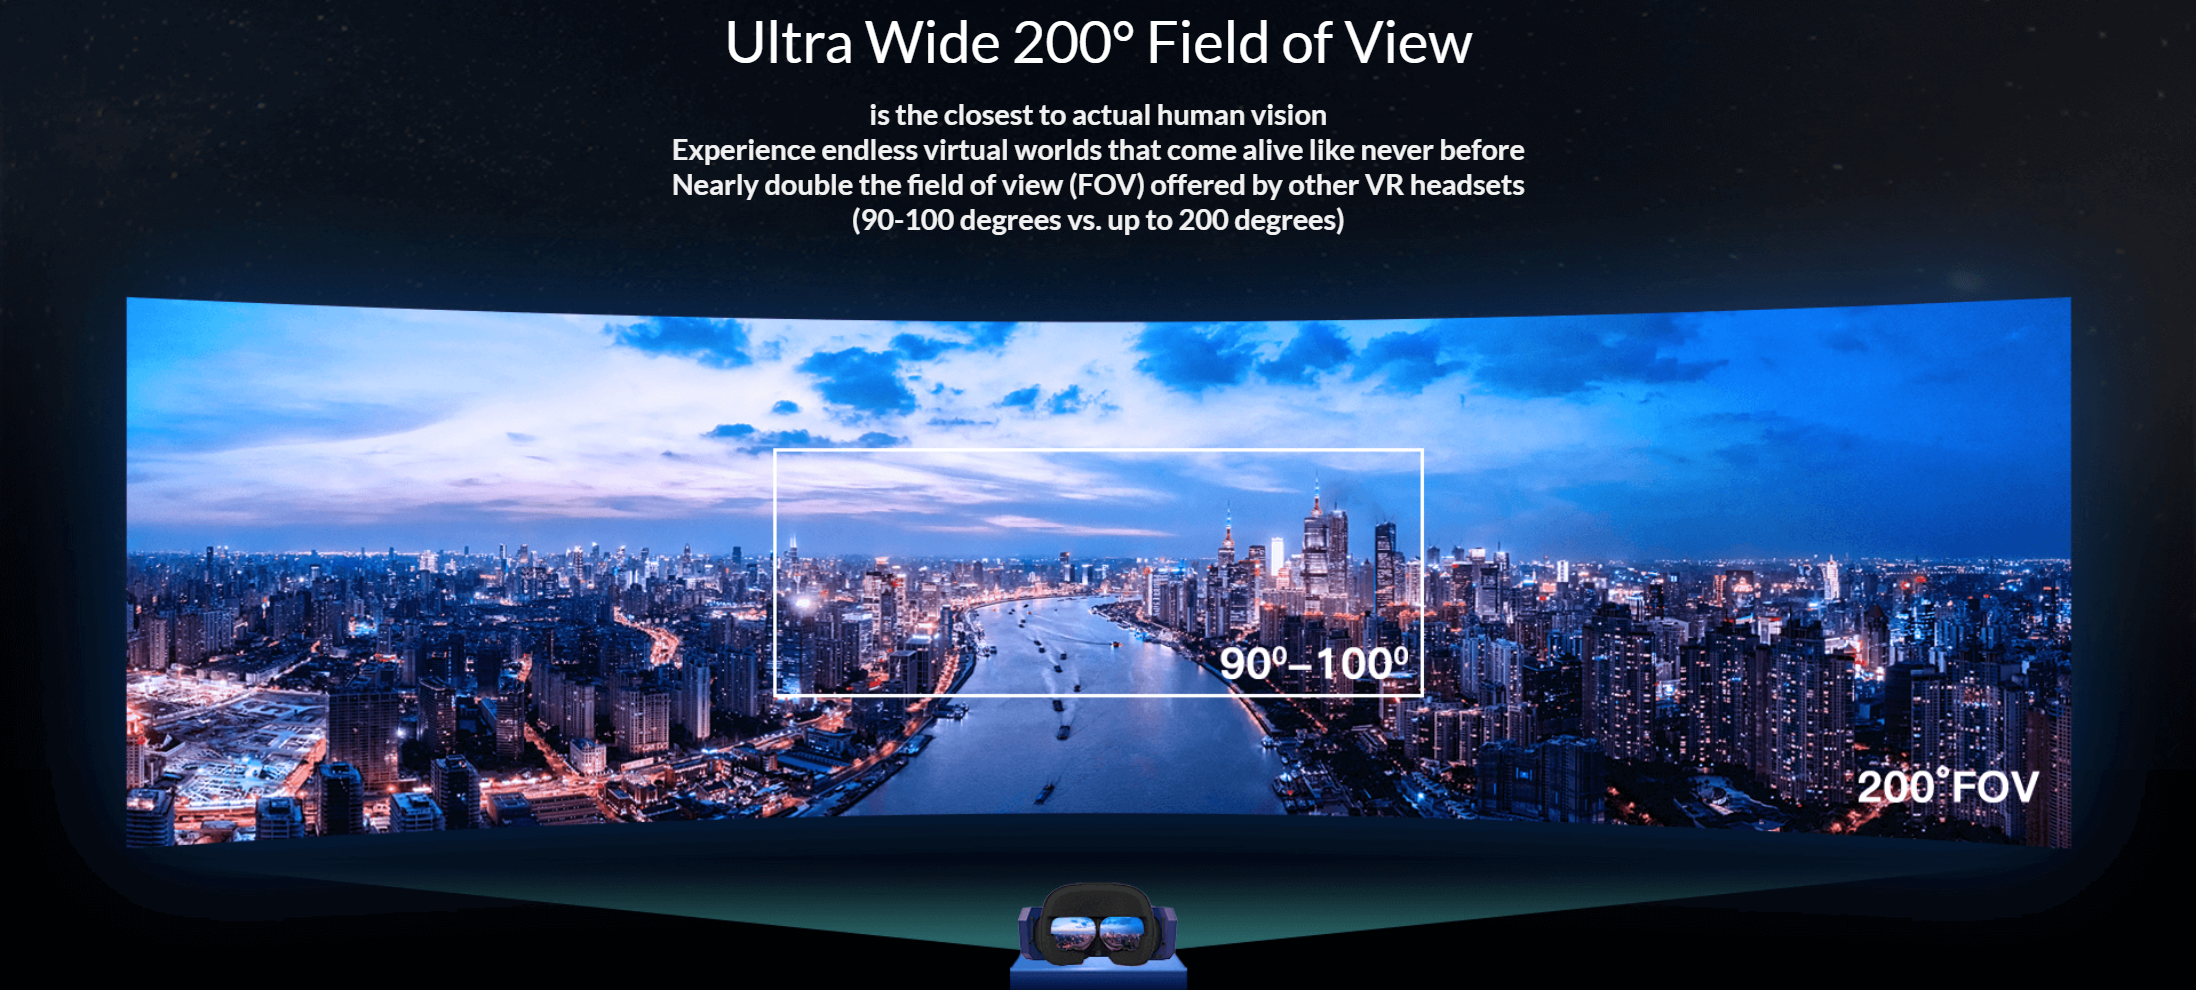 Ultra Wide 200° Field of View
is the closest to actual human vision
Experience endless virtual worlds that come alive like never before
Nearly double the field of view (FOV) offered by other VR headsets
(90-100 degrees vs. up to 200 degrees)
90⁰–100⁰
200°FOV